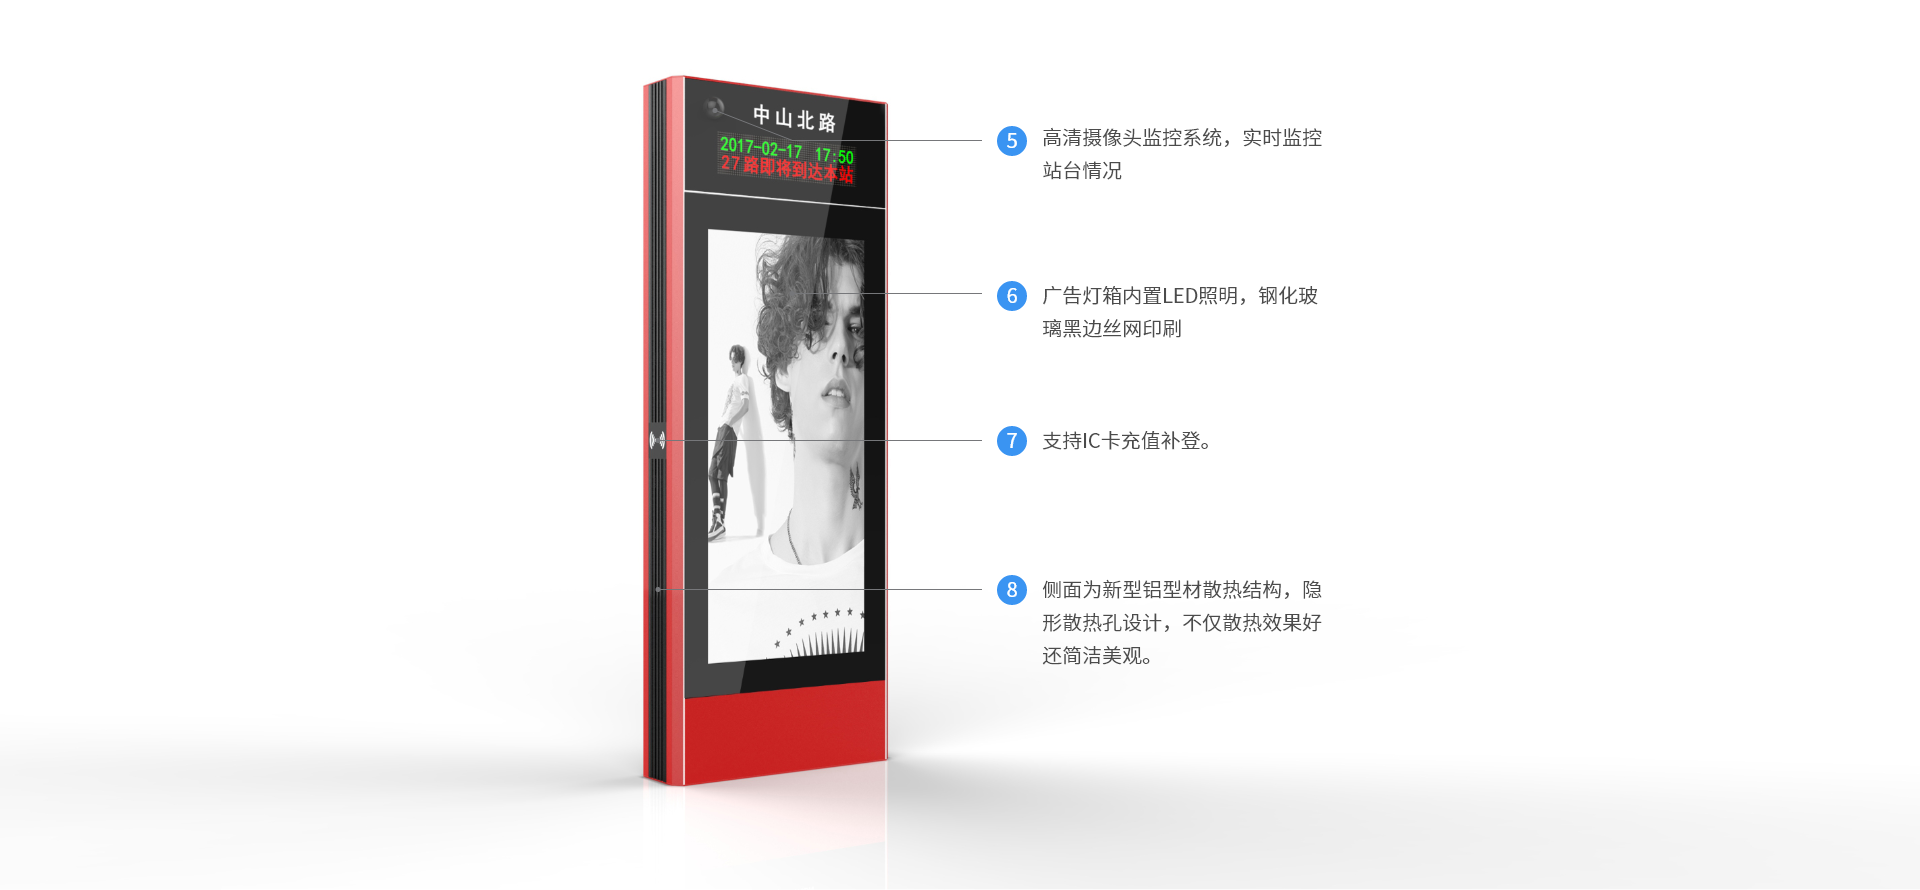 中山北路
2017-02-17 17:50
27 路即将到达本站
5 高清摄像头监控系统，实时监控
站台情况
6 广告灯箱内置LED照明，钢化玻
璃黑边丝网印刷
7 支持IC卡充值补登。
8 侧面为新型铝型材散热结构，隐
形散热孔设计，不仅散热效果好
还简洁美观。